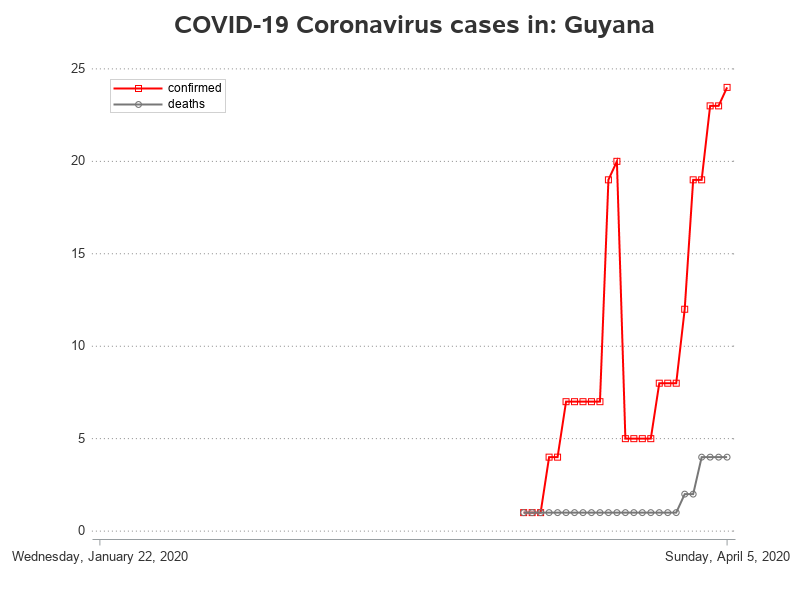 COVID-19 Coronavirus cases in: Guyana
25
confirmed
deaths
20
15
10
5
0
Wednesday, January 22, 2020
Sunday, April 5, 2020